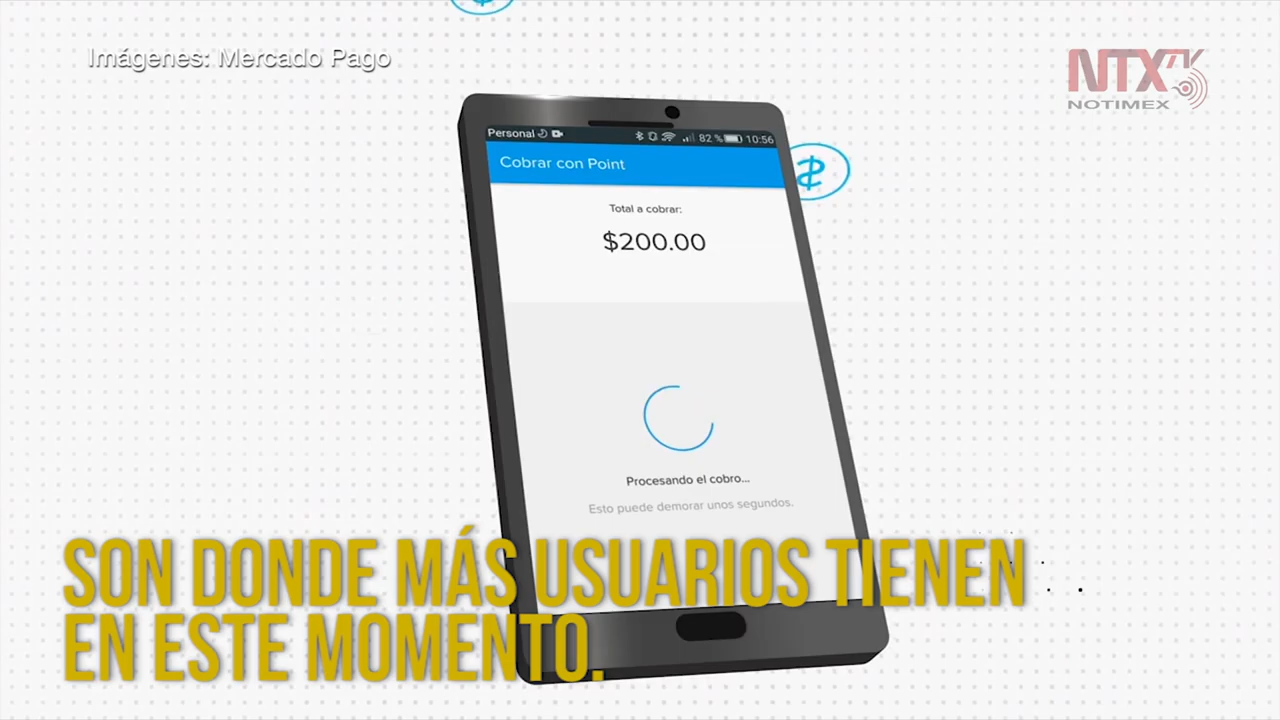 Imágenes: Mercado Pago
NTX
NOTIMEX
Personal 82 % 10:56
Cobrar con Point
Total a cobrar:
$200.00
Procesando el cobro...
Esto puede demorar unos segundos.
SON DONDE MÁS USUARIOS TIENEN
EN ESTE MOMENTO.